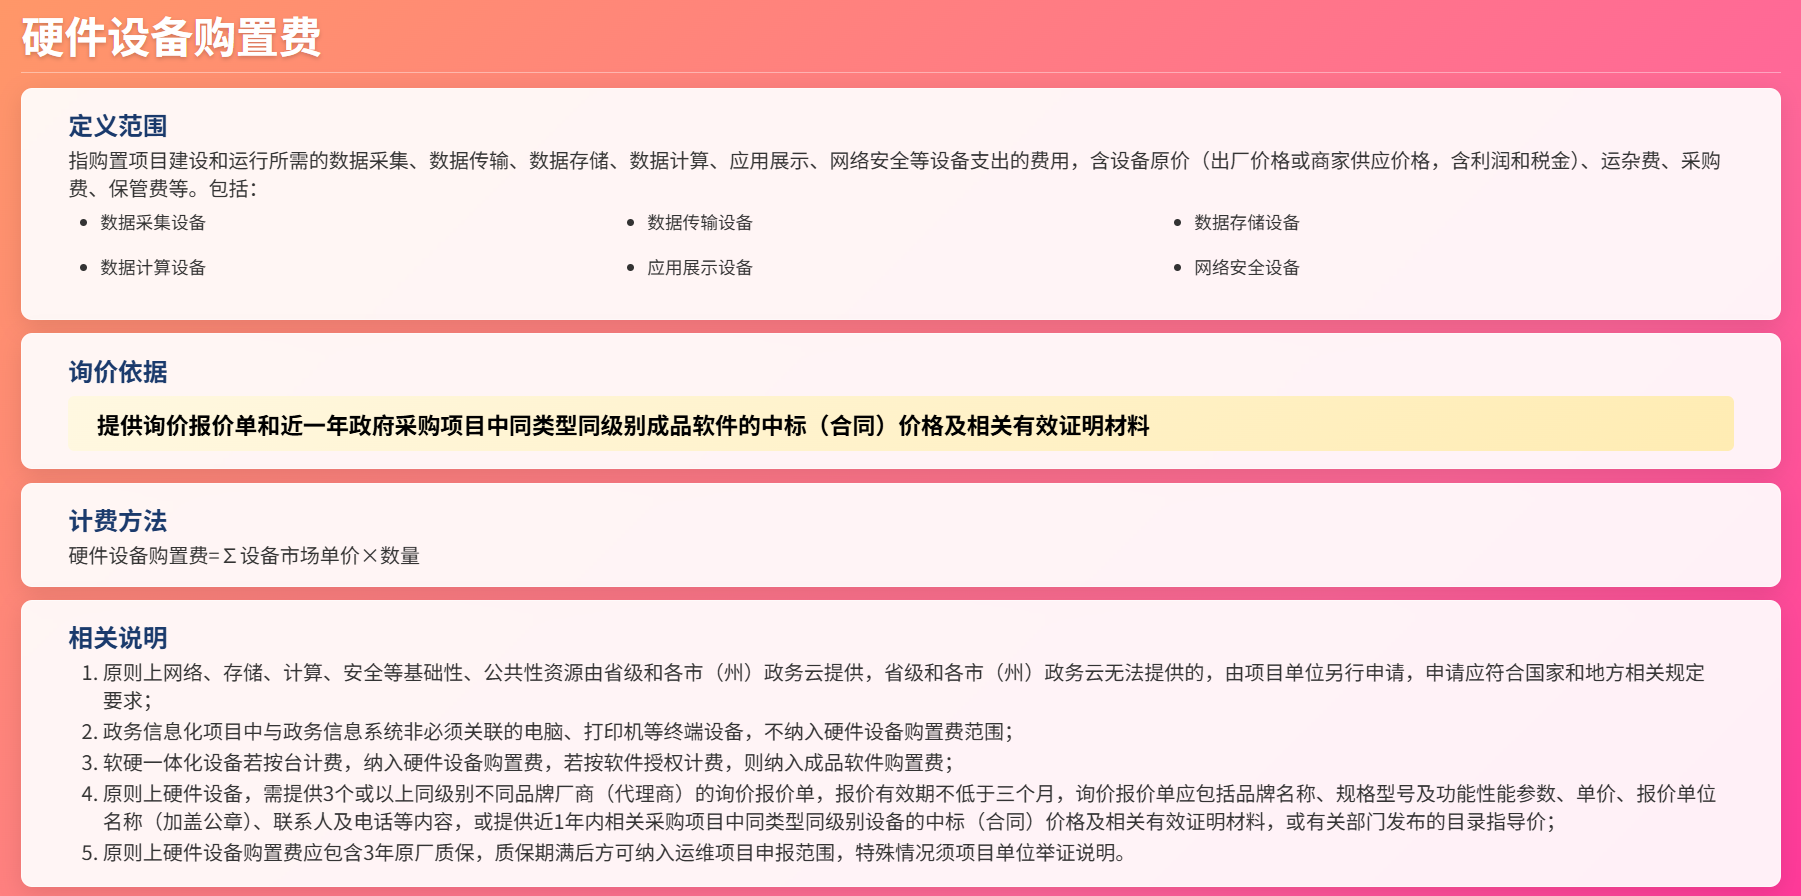 硬件设备购置费
定义范围
指购置项目建设和运行所需的数据采集、数据传输、数据存储、数据计算、应用展示、网络安全等设备支出的费用，含设备原价（出厂价格或商家供应价格，含利润和税金）、运杂费、采购
费、保管费等。包括：
• 数据采集设备
• 数据传输设备
• 数据存储设备
• 数据计算设备
• 应用展示设备
• 网络安全设备
询价依据
提供询价报价单和近一年政府采购项目中同类型同级别成品软件的中标（合同）价格及相关有效证明材料
计费方法
硬件设备购置费=Σ设备市场单价×数量
相关说明
1. 原则上网络、存储、计算、安全等基础性、公共性资源由省级和各市（州）政务云提供，省级和各市（州）政务云无法提供的，由项目单位另行申请，申请应符合国家和地方相关规定
要求；
2. 政务信息化项目中与政务信息系统非必须关联的电脑、打印机等终端设备，不纳入硬件设备购置费范围；
3. 软硬一体化设备若按台计费，纳入硬件设备购置费，若按软件授权计费，则纳入成品软件购置费；
4. 原则上硬件设备，需提供3个或以上同级别不同品牌厂商（代理商）的询价报价单，报价有效期不低于三个月，询价报价单应包括品牌名称、规格型号及功能性能参数、单价、报价单位
名称（加盖公章）、联系人及电话等内容，或提供近1年内相关采购项目中同类型同级别设备的中标（合同）价格及相关有效证明材料，或有关部门发布的目录指导价；
5. 原则上硬件设备购置费应包含3年原厂质保，质保期满后方可纳入运维项目申报范围，特殊情况须项目单位举证说明。